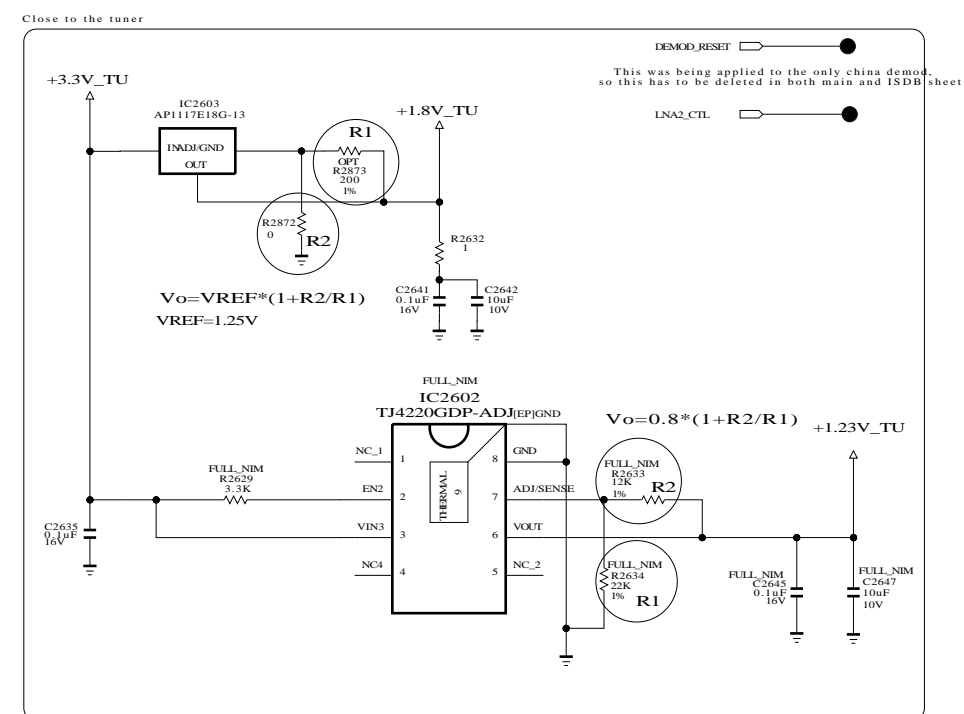 Close to the tuner
DEMOD_RESET
This was being applied to the only china demod,
so this has to be deleted in both main and ISDB sheet
LNA2_CTL
+3.3V_TU
IC2603
AP1117E18G-13
INADJ/GND
OUT
R1
OPT
R2873
200
1%
+1.8V_TU
R2872
0
R2
R2632
1
C2641
0.1uF
16V
C2642
10uF
10V
Vo=VREF*(1+R2/R1)
VREF=1.25V
FULL_NIM
IC2602
TJ4220GDP-ADJ[EP]GND
NC_1
1
EN2
2
VIN3
3
NC4
4
THERMAL
9
8
GND
7
ADJ/SENSE
6
VOUT
5
NC_2
FULL_NIM
R2629
3.3K
C2635
0.1uF
16V
Vo=0.8*(1+R2/R1)
+1.23V_TU
FULL_NIM
R2633
12K
1%
R2
FULL_NIM
R2634
22K
1%
R1
FULL_NIM
C2645
0.1uF
16V
FULL_NIM
C2647
10uF
10V